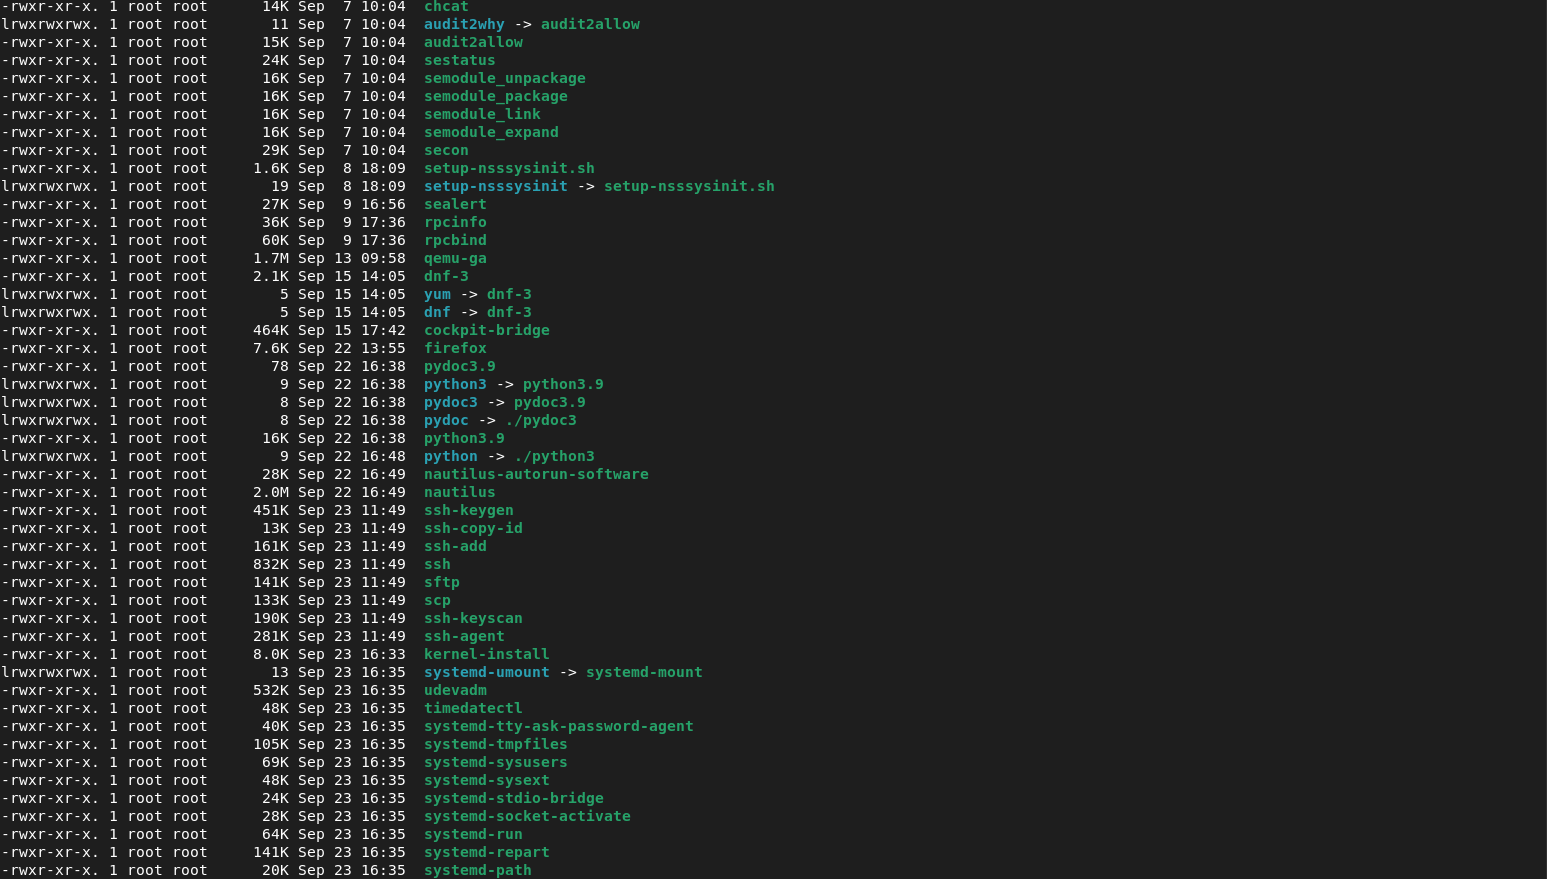 -rwxr-xr-x. 1 root root      14K Sep  7 10:04  chcat
lrwxrwxrwx. 1 root root       11 Sep  7 10:04  audit2why -> audit2allow
-rwxr-xr-x. 1 root root      15K Sep  7 10:04  audit2allow
-rwxr-xr-x. 1 root root      24K Sep  7 10:04  sestatus
-rwxr-xr-x. 1 root root      16K Sep  7 10:04  semodule_unpackage
-rwxr-xr-x. 1 root root      16K Sep  7 10:04  semodule_package
-rwxr-xr-x. 1 root root      16K Sep  7 10:04  semodule_link
-rwxr-xr-x. 1 root root      16K Sep  7 10:04  semodule_expand
-rwxr-xr-x. 1 root root      29K Sep  7 10:04  secon
-rwxr-xr-x. 1 root root     1.6K Sep  8 18:09  setup-nsssysinit.sh
lrwxrwxrwx. 1 root root       19 Sep  8 18:09  setup-nsssysinit -> setup-nsssysinit.sh
-rwxr-xr-x. 1 root root      27K Sep  9 16:56  sealert
-rwxr-xr-x. 1 root root      36K Sep  9 17:36  rpcinfo
-rwxr-xr-x. 1 root root      60K Sep  9 17:36  rpcbind
-rwxr-xr-x. 1 root root     1.7M Sep 13 09:58  qemu-ga
-rwxr-xr-x. 1 root root     2.1K Sep 15 14:05  dnf-3
lrwxrwxrwx. 1 root root        5 Sep 15 14:05  yum -> dnf-3
lrwxrwxrwx. 1 root root        5 Sep 15 14:05  dnf -> dnf-3
-rwxr-xr-x. 1 root root     464K Sep 15 17:42  cockpit-bridge
-rwxr-xr-x. 1 root root     7.6K Sep 22 13:55  firefox
-rwxr-xr-x. 1 root root       78 Sep 22 16:38  pydoc3.9
lrwxrwxrwx. 1 root root        9 Sep 22 16:38  python3 -> python3.9
lrwxrwxrwx. 1 root root        8 Sep 22 16:38  pydoc3 -> pydoc3.9
lrwxrwxrwx. 1 root root        8 Sep 22 16:38  pydoc -> ./pydoc3
-rwxr-xr-x. 1 root root      16K Sep 22 16:38  python3.9
lrwxrwxrwx. 1 root root        9 Sep 22 16:48  python -> ./python3
-rwxr-xr-x. 1 root root      28K Sep 22 16:49  nautilus-autorun-software
-rwxr-xr-x. 1 root root     2.0M Sep 22 16:49  nautilus
-rwxr-xr-x. 1 root root     451K Sep 23 11:49  ssh-keygen
-rwxr-xr-x. 1 root root      13K Sep 23 11:49  ssh-copy-id
-rwxr-xr-x. 1 root root     161K Sep 23 11:49  ssh-add
-rwxr-xr-x. 1 root root     832K Sep 23 11:49  ssh
-rwxr-xr-x. 1 root root     141K Sep 23 11:49  sftp
-rwxr-xr-x. 1 root root     133K Sep 23 11:49  scp
-rwxr-xr-x. 1 root root     190K Sep 23 11:49  ssh-keyscan
-rwxr-xr-x. 1 root root     281K Sep 23 11:49  ssh-agent
-rwxr-xr-x. 1 root root     8.0K Sep 23 16:33  kernel-install
lrwxrwxrwx. 1 root root       13 Sep 23 16:35  systemd-umount -> systemd-mount
-rwxr-xr-x. 1 root root     532K Sep 23 16:35  udevadm
-rwxr-xr-x. 1 root root      48K Sep 23 16:35  timedatectl
-rwxr-xr-x. 1 root root      40K Sep 23 16:35  systemd-tty-ask-password-agent
-rwxr-xr-x. 1 root root     105K Sep 23 16:35  systemd-tmpfiles
-rwxr-xr-x. 1 root root      69K Sep 23 16:35  systemd-sysusers
-rwxr-xr-x. 1 root root      48K Sep 23 16:35  systemd-sysext
-rwxr-xr-x. 1 root root      24K Sep 23 16:35  systemd-stdio-bridge
-rwxr-xr-x. 1 root root      28K Sep 23 16:35  systemd-socket-activate
-rwxr-xr-x. 1 root root      64K Sep 23 16:35  systemd-run
-rwxr-xr-x. 1 root root     141K Sep 23 16:35  systemd-repart
-rwxr-xr-x. 1 root root      20K Sep 23 16:35  systemd-path